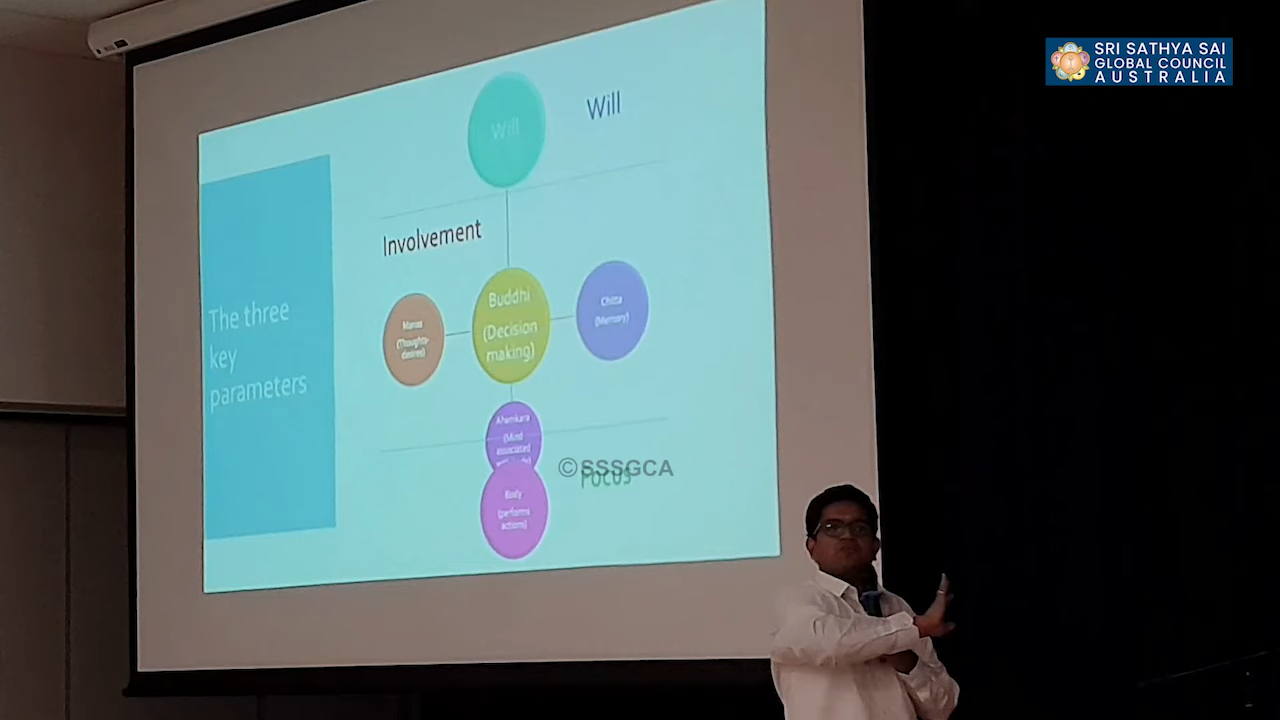 SRI SATHYA SAI
GLOBAL COUNCIL
AUSTRALIA
Will
Will
Involvement
The three
key
parameters
Manas
(Thoughts-
desires)
Buddhi
(Decision
making)
Chitta
(Memory)
Ahamkara
(Mind
associated
©SSSGCA
Focus
Body
(performs
actions)